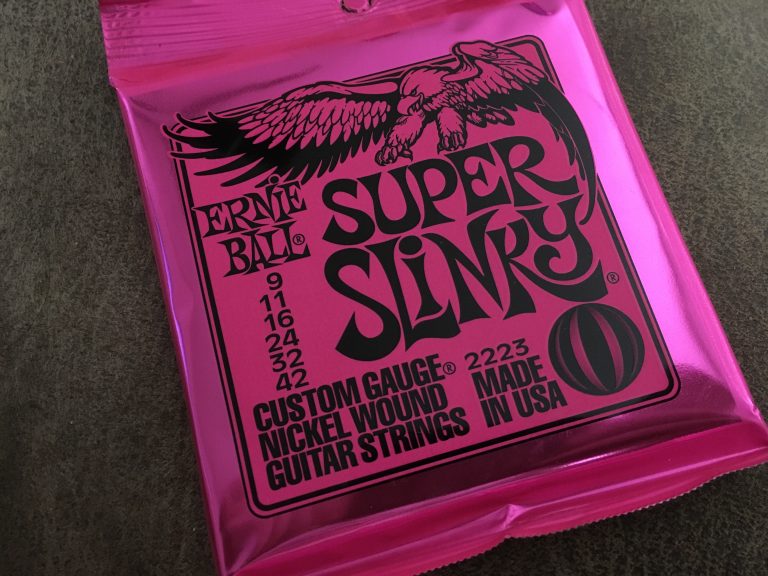 SUPER
SLINKY®
ERNIE
BALL®
9
11
16
24
32
42
CUSTOM GAUGE®
NICKEL WOUND
GUITAR STRINGS
2223
MADE
IN USA